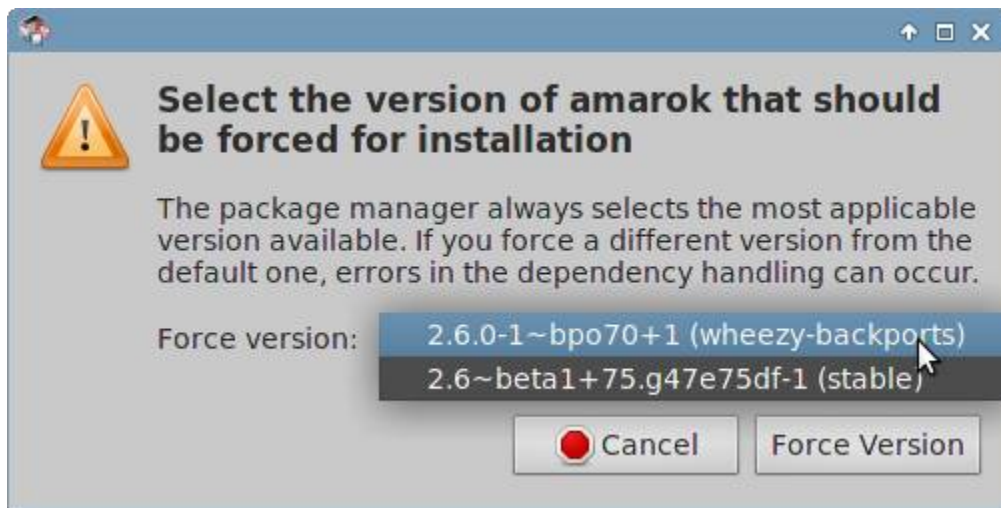 Select the version of amarok that should
be forced for installation
The package manager always selects the most applicable
version available. If you force a different version from the
default one, errors in the dependency handling can occur.
Force version:
2.6.0-1~bpo70+1 (wheezy-backports)
2.6~beta1+75.g47e75df-1 (stable)
Cancel
Force Version